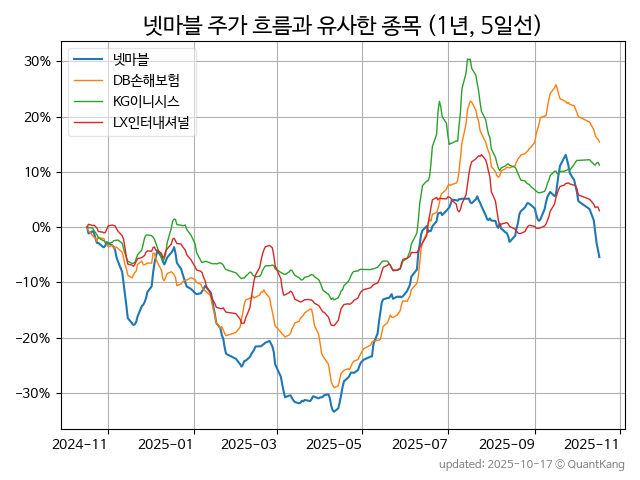 넷마블 주가 흐름과 유사한 종목 (1년, 5일선)
넷마블
DB손해보험
KG이니시스
LX인터내셔널
30%
20%
10%
0%
−10%
−20%
−30%
2024-11
2025-01
2025-03
2025-05
2025-07
2025-09
2025-11
updated: 2025-10-17 © QuantKang